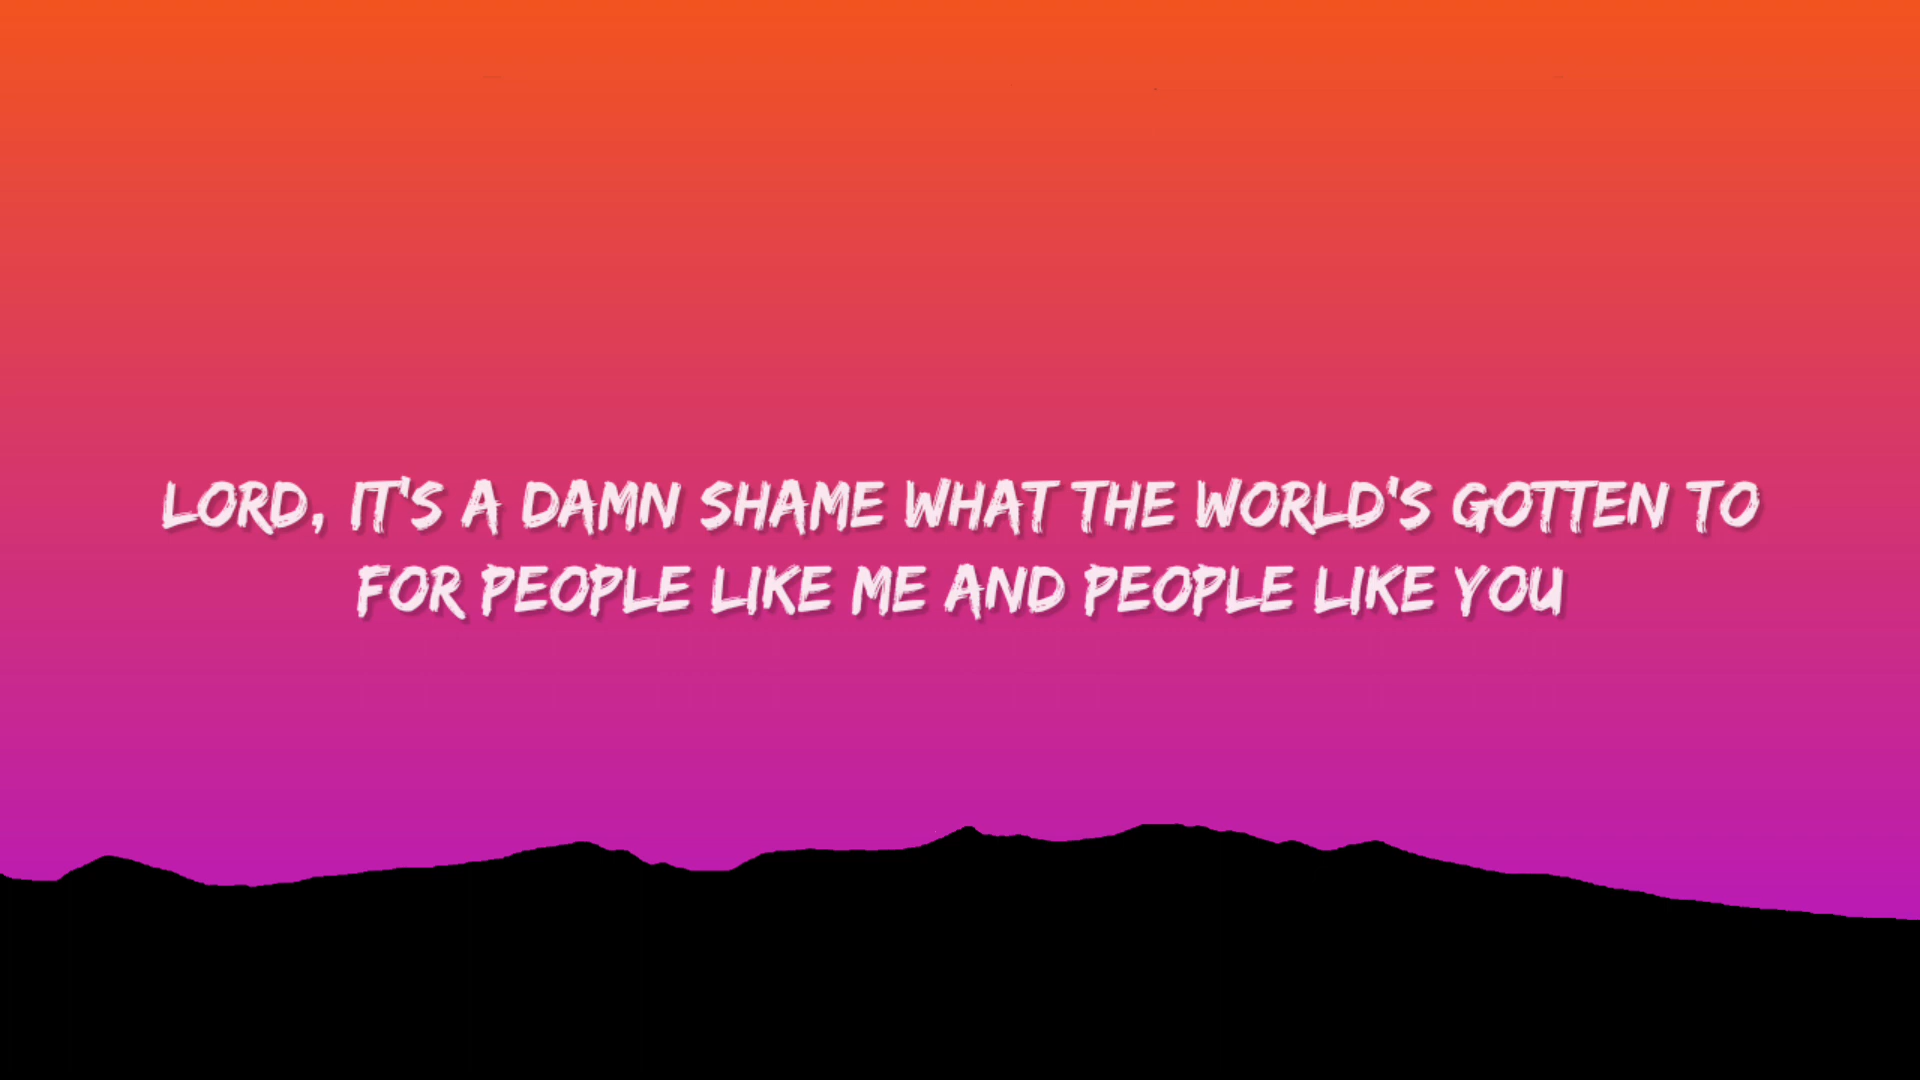 LORD, IT'S A DAMN SHAME WHAT THE WORLD'S GOTTEN TO
FOR PEOPLE LIKE ME AND PEOPLE LIKE YOU